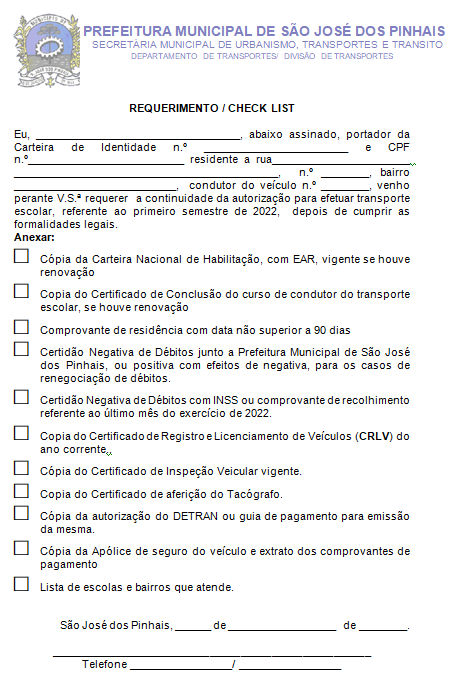 PREFEITURA MUNICIPAL DE SÃO JOSÉ DOS PINHAIS
SECRETÁRIA MUNICIPAL DE URBANISMO, TRANSPORTES E TRANSITO
DEPARTAMENTO DE TRANSPORTES/ DIVISÃO DE TRANSPORTES
REQUERIMENTO / CHECK LIST
Eu, _________________________________, abaixo assinado, portador da
Carteira de Identidade n.º _______________________ e CPF
n.º_________________________ residente a rua______________________,
___________________________________________, n.º ________, bairro
__________________________, condutor do veículo n.º ________, venho
perante V.S.ª requerer a continuidade da autorização para efetuar transporte
escolar, referente ao primeiro semestre de 2022, depois de cumprir as
formalidades legais.
Anexar:
Cópia da Carteira Nacional de Habilitação, com EAR, vigente se houve
renovação
Copia do Certificado de Conclusão do curso de condutor do transporte
escolar, se houve renovação
Comprovante de residência com data não superior a 90 dias
Certidão Negativa de Débitos junto a Prefeitura Municipal de São José
dos Pinhais, ou positiva com efeitos de negativa, para os casos de
renegociação de débitos.
Certidão Negativa de Débitos com INSS ou comprovante de recolhimento
referente ao último mês do exercício de 2022.
Copia do Certificado de Registro e Licenciamento de Veículos (CRLV) do
ano corrente,
Cópia do Certificado de Inspeção Veicular vigente.
Copia do Certificado de aferição do Tacógrafo.
Cópia da autorização do DETRAN ou guia de pagamento para emissão
da mesma.
Cópia da Apólice de seguro do veículo e extrato dos comprovantes de
pagamento
Lista de escolas e bairros que atende.
São José dos Pinhais, ______ de __________________ de ________.
___________________________________________________
Telefone ________________/ _________________